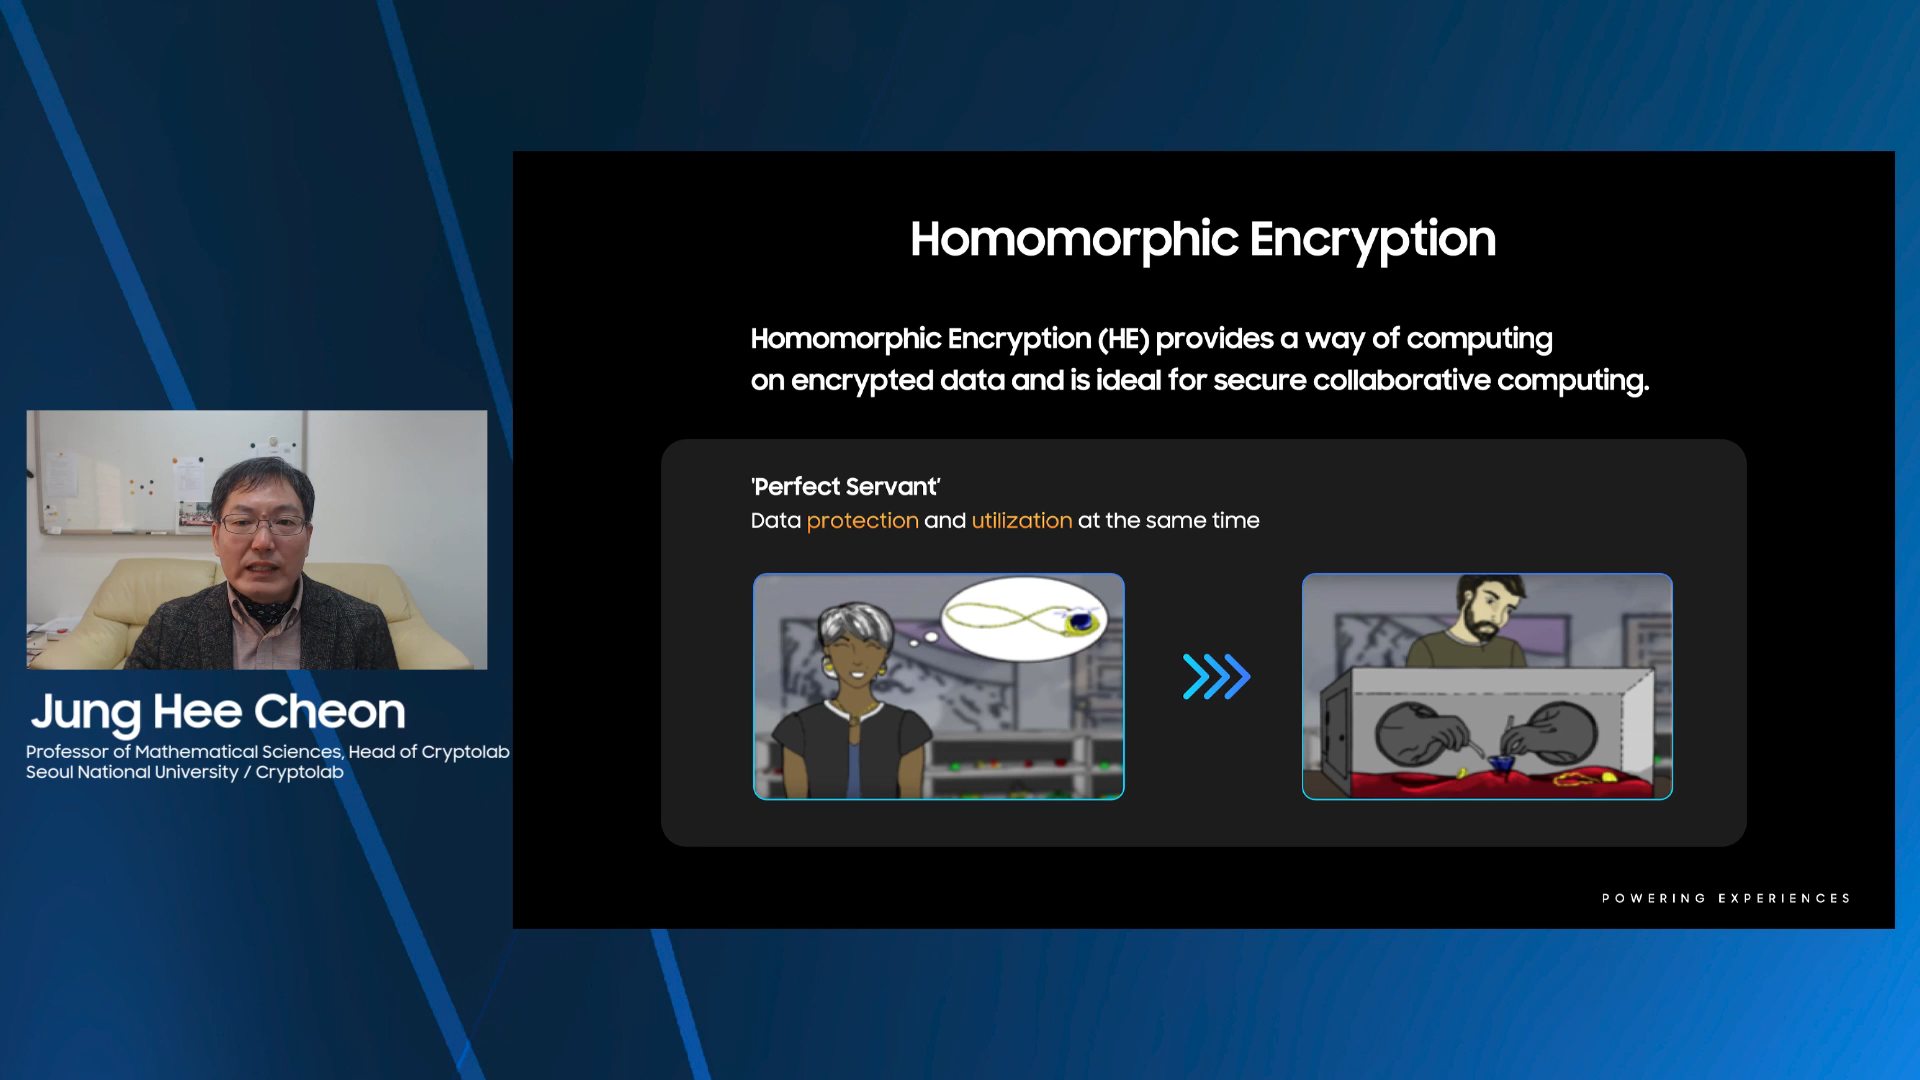 Homomorphic Encryption
Homomorphic Encryption (HE) provides a way of computing
on encrypted data and is ideal for secure collaborative computing.
'Perfect Servant'
Data protection and utilization at the same time
POWERING EXPERIENCES
Jung Hee Cheon
Professor of Mathematical Sciences, Head of Cryptolab
Seoul National University / Cryptolab